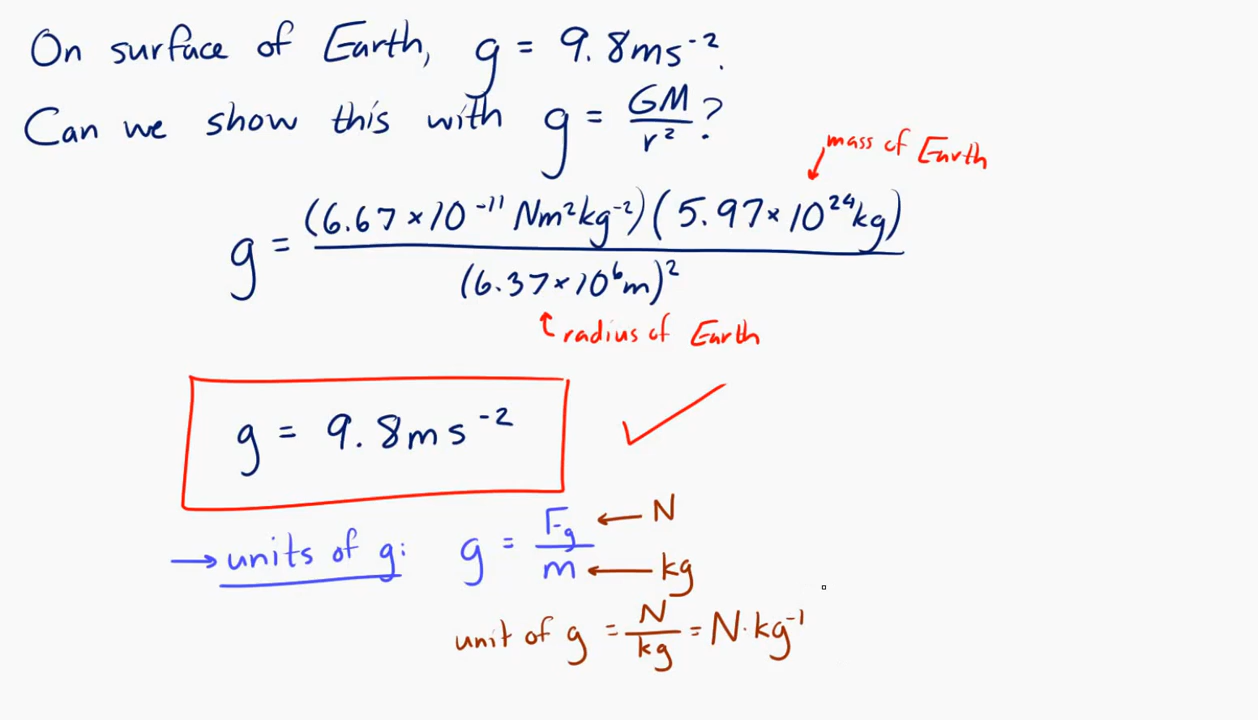 On surface of Earth, g = 9.8ms⁻².
Can we show this with g = GM/r² ?
mass of Earth
g = (6.67×10⁻¹¹ Nm²kg⁻²)(5.97×10²⁴kg)/(6.37×10⁶m)²
radius of Earth
g = 9.8ms⁻²
→ units of g: g = Fg/m ← N
← kg
unit of g = N/kg = N·kg⁻¹